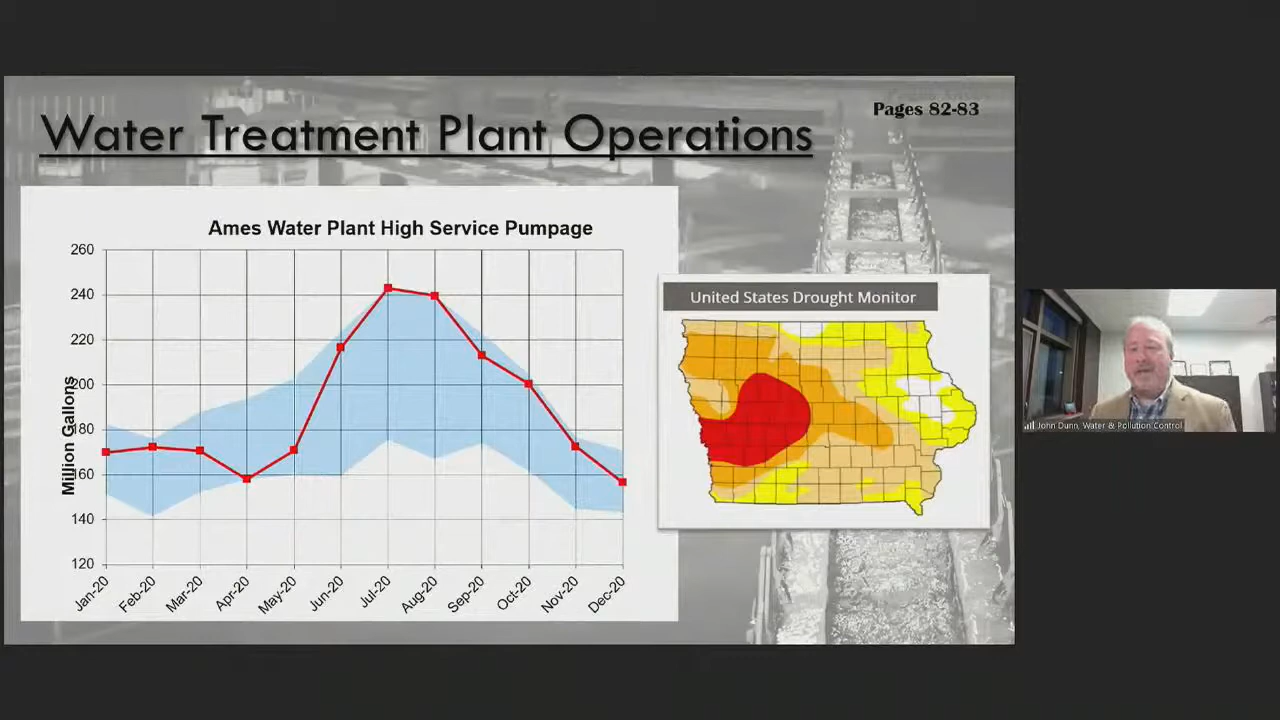 Pages 82-83
Water Treatment Plant Operations
Ames Water Plant High Service Pumpage
Million Gallons
260
240
220
200
180
160
140
120
Jan-20
Feb-20
Mar-20
Apr-20
May-20
Jun-20
Jul-20
Aug-20
Sep-20
Oct-20
Nov-20
Dec-20
United States Drought Monitor
John Dunn, Water & Pollution Control